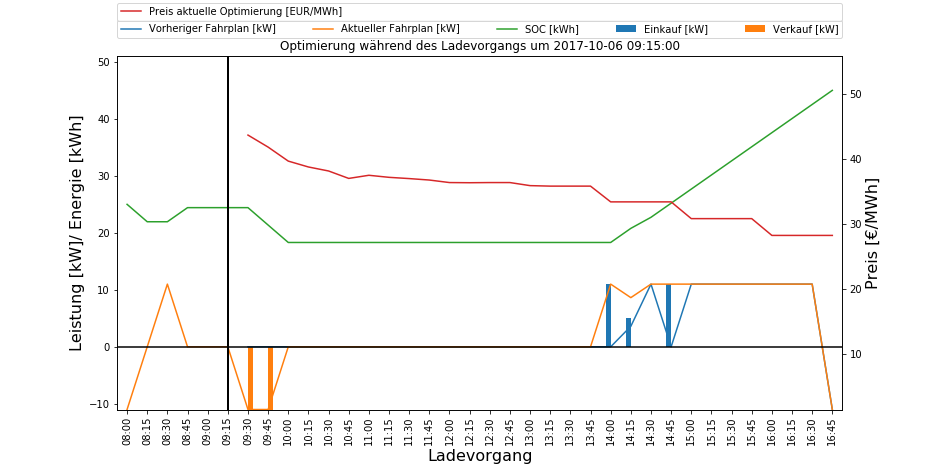 Preis aktuelle Optimierung [EUR/MWh]
Vorheriger Fahrplan [kW] Aktueller Fahrplan [kW] SOC [kWh] Einkauf [kW] Verkauf [kW]
Optimierung während des Ladevorgangs um 2017-10-06 09:15:00
Leistung [kW]/ Energie [kWh]
50
40
30
20
10
0
−10
50
40
30
20
10
Preis [€/MWh]
08:00 08:15 08:30 08:45 09:00 09:15 09:30 09:45 10:00 10:15 10:30 10:45 11:00 11:15 11:30 11:45 12:00 12:15 12:30 12:45 13:00 13:15 13:30 13:45 14:00 14:15 14:30 14:45 15:00 15:15 15:30 15:45 16:00 16:15 16:30 16:45
Ladevorgang